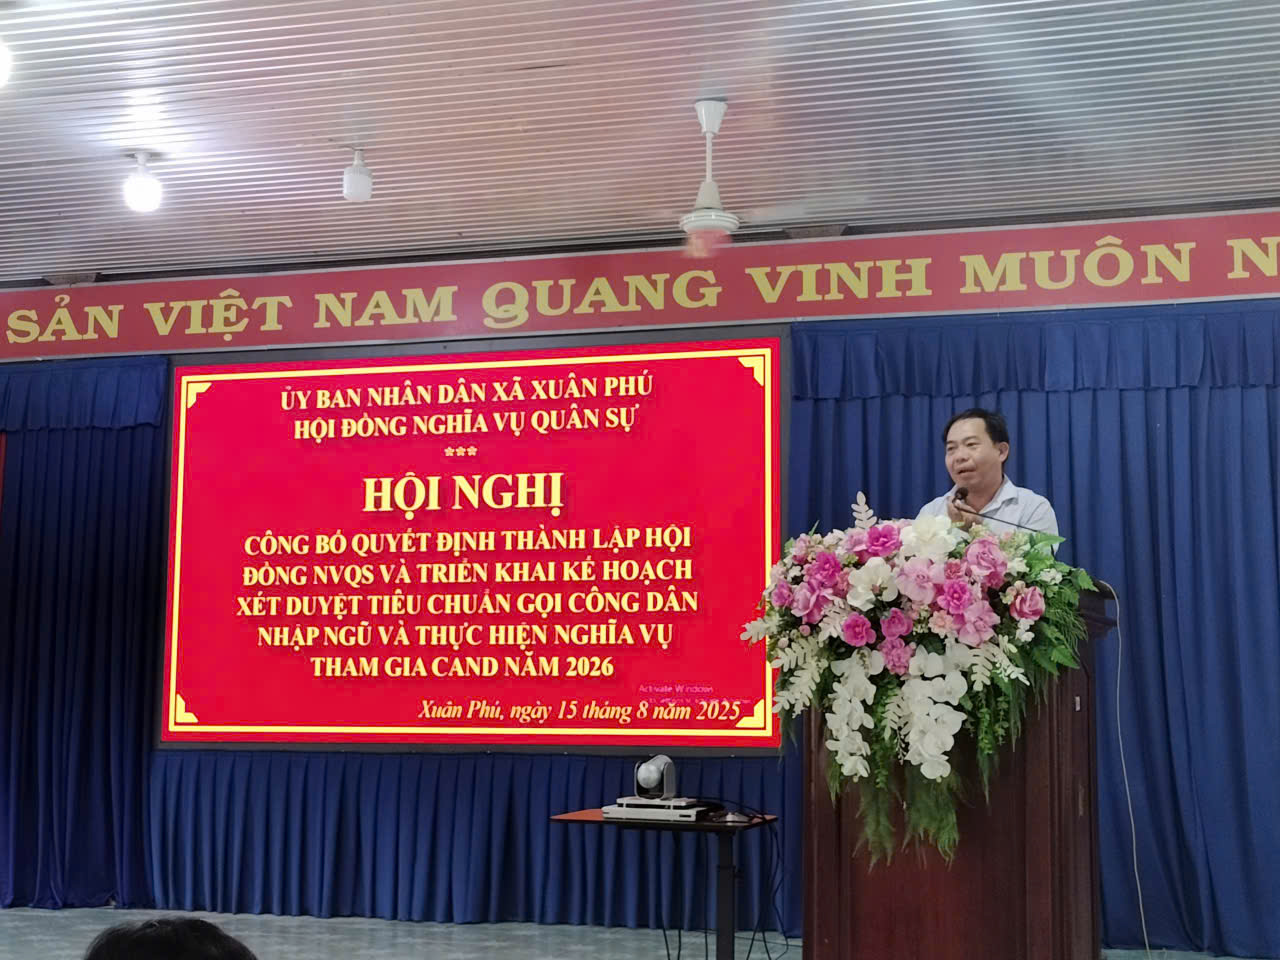 SẢN VIỆT NAM QUANG VINH MUÔN N
ỦY BAN NHÂN DÂN XÃ XUÂN PHÚ
HỘI ĐỒNG NGHĨA VỤ QUÂN SỰ
***
HỘI NGHỊ
CÔNG BỐ QUYẾT ĐỊNH THÀNH LẬP HỘI
ĐỒNG NVQS VÀ TRIỂN KHAI KẾ HOẠCH
XÉT DUYỆT TIÊU CHUẨN GỌI CÔNG DÂN
NHẬP NGŨ VÀ THỰC HIỆN NGHĨA VỤ
THAM GIA CAND NĂM 2026
Activate Windows
Xuân Phú, ngày 15 tháng 8 năm 2025